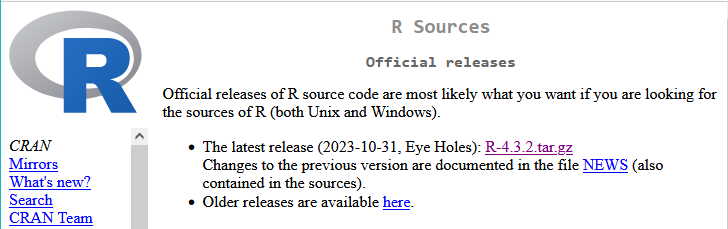 R
R Sources
Official releases
Official releases of R source code are most likely what you want if you are looking for
the sources of R (both Unix and Windows).
The latest release (2023-10-31, Eye Holes): R-4.3.2.tar.gz
Changes to the previous version are documented in the file NEWS (also
contained in the sources).
Older releases are available here.
CRAN
Mirrors
What's new?
Search
CRAN Team